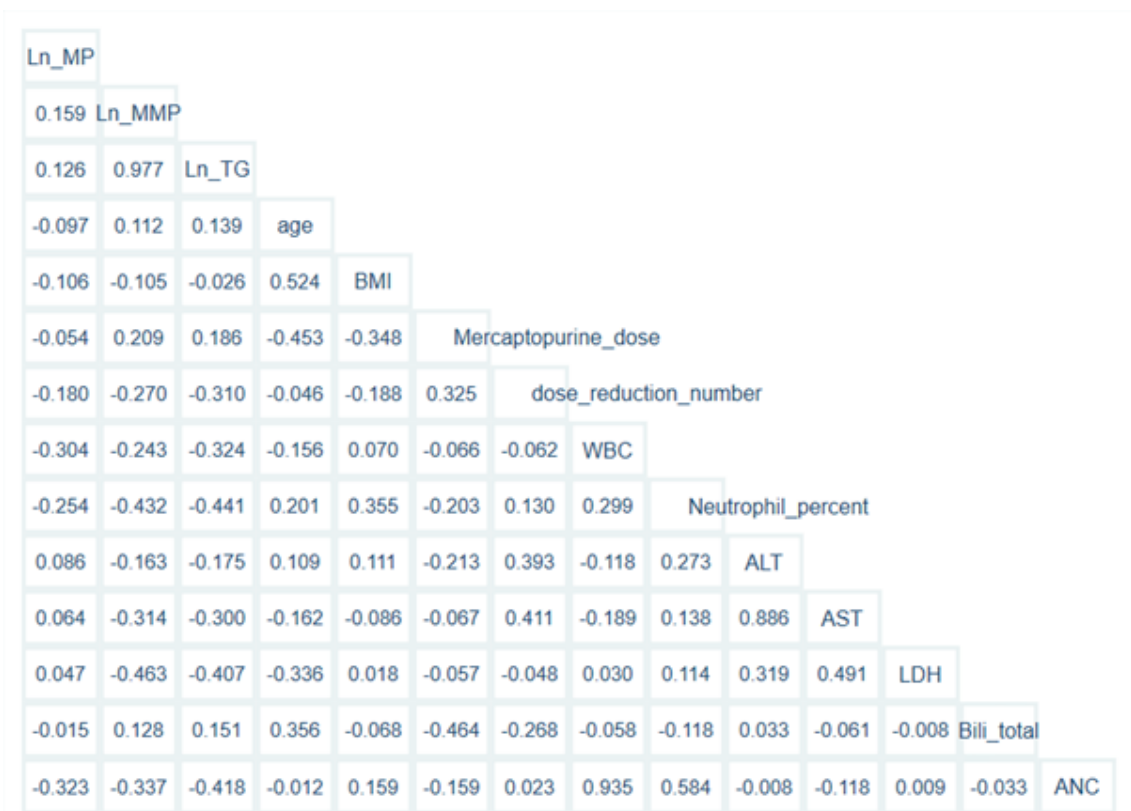 Ln_MP
0.159 Ln_MMP
0.126 0.977 Ln_TG
-0.097 0.112 0.139 age
-0.106 -0.105 -0.026 0.524 BMI
-0.054 0.209 0.186 -0.453 -0.348 Mercaptopurine_dose
-0.180 -0.270 -0.310 -0.046 -0.188 0.325 dose_reduction_number
-0.304 -0.243 -0.324 -0.156 0.070 -0.066 -0.062 WBC
-0.254 -0.432 -0.441 0.201 0.355 -0.203 0.130 0.299 Neutrophil_percent
0.086 -0.163 -0.175 0.109 0.111 -0.213 0.393 -0.118 0.273 ALT
0.064 -0.314 -0.300 -0.162 -0.086 -0.067 0.411 -0.189 0.138 0.886 AST
0.047 -0.463 -0.407 -0.336 0.018 -0.057 -0.048 0.030 0.114 0.319 0.491 LDH
-0.015 0.128 0.151 0.356 -0.068 -0.464 -0.268 -0.058 -0.118 0.033 -0.061 -0.008 Bili_total
-0.323 -0.337 -0.418 -0.012 0.159 -0.159 0.023 0.935 0.584 -0.008 -0.118 0.009 -0.033 ANC